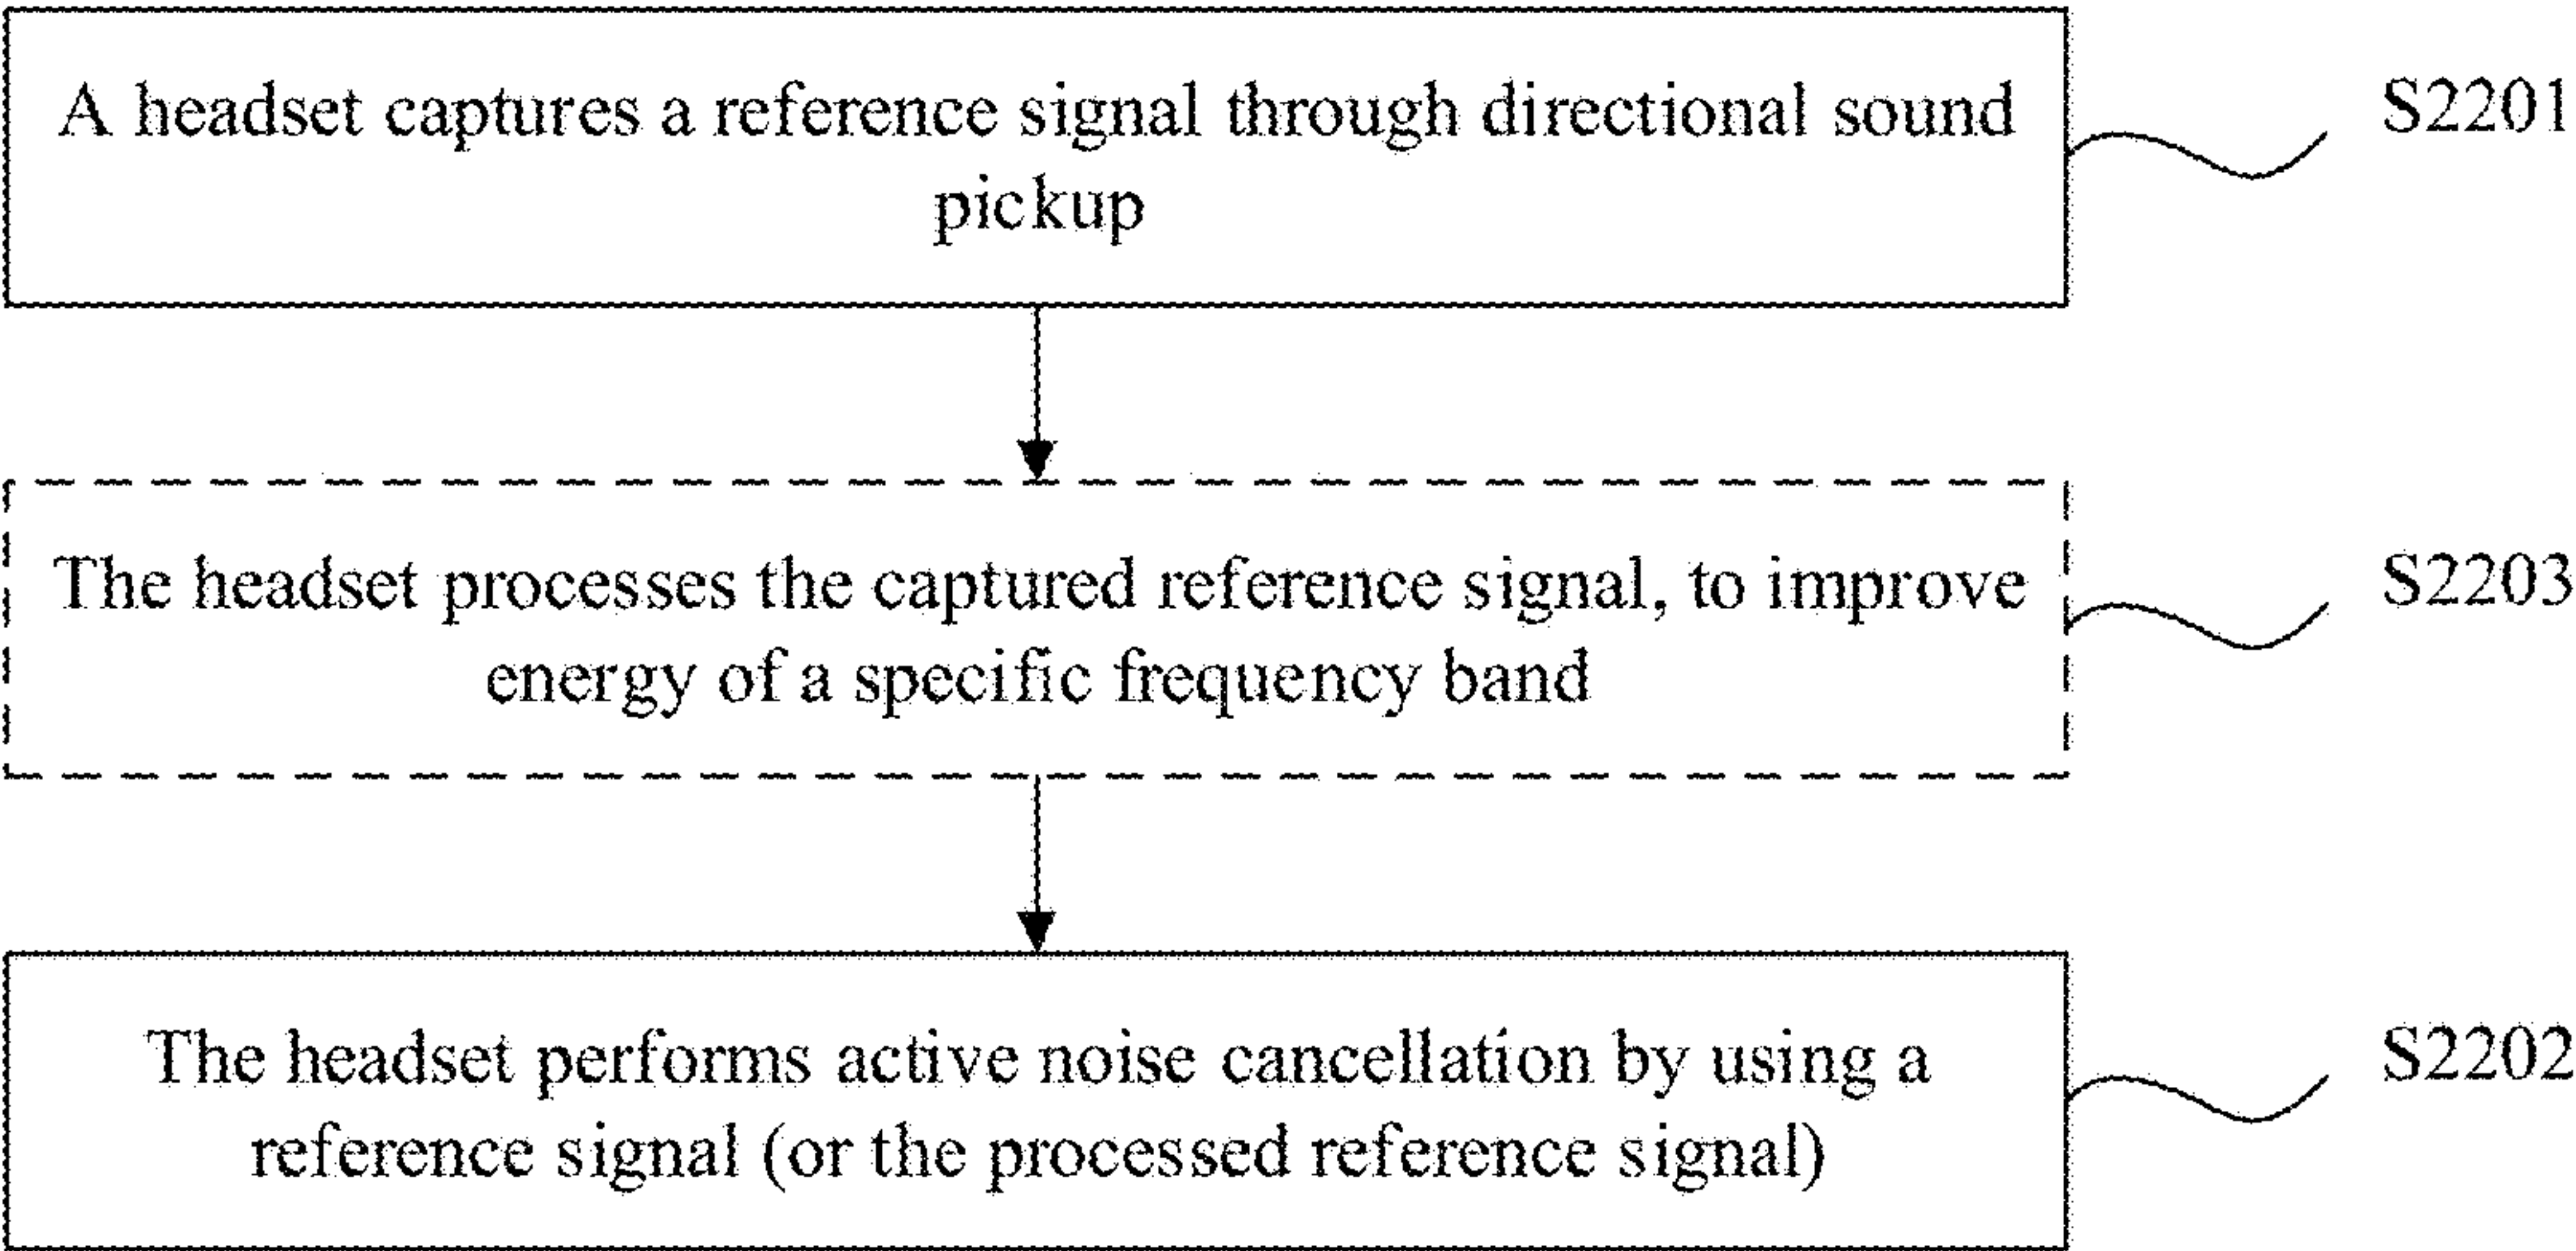 A headset captures a reference signal through directional sound
pickup
S2201
The headset processes the captured reference signal, to improve
energy of a specific frequency band
S2203
The headset performs active noise cancellation by using a
reference signal (or the processed reference signal)
S2202